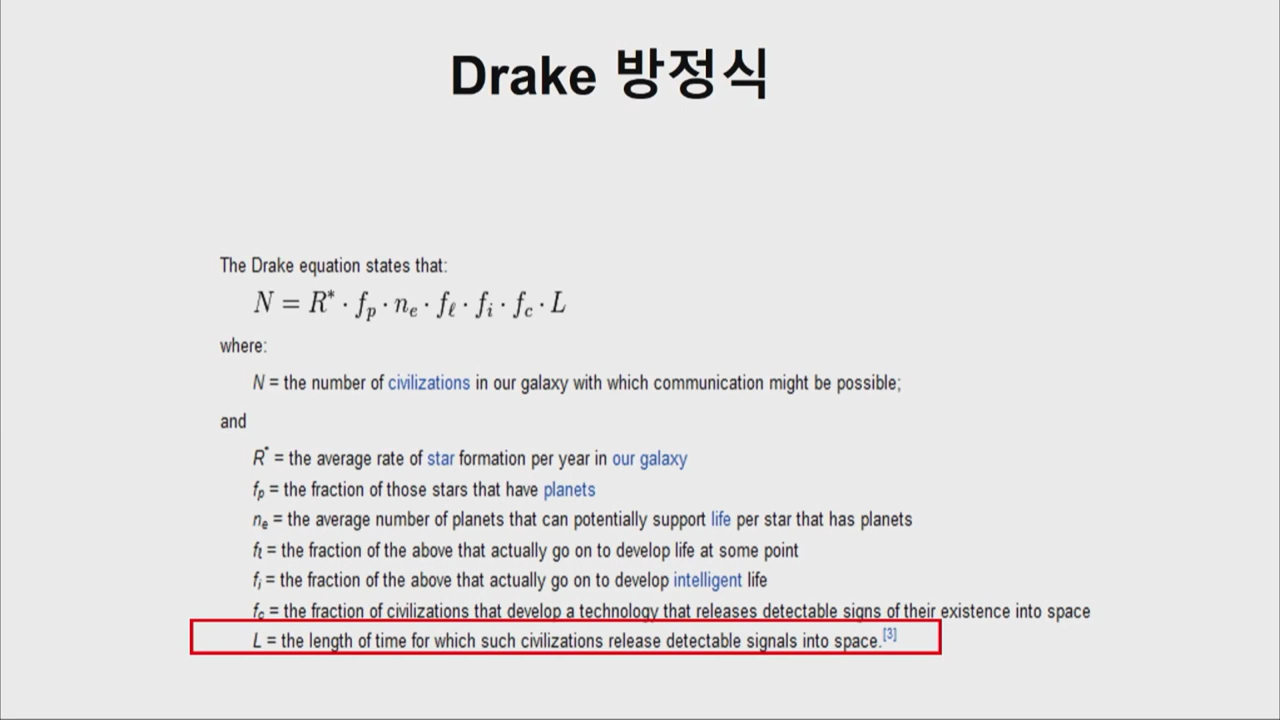 Drake 방정식
The Drake equation states that:
N = R* · fp · ne · fℓ · fi · fc · L
where:
N = the number of civilizations in our galaxy with which communication might be possible;
and
R* = the average rate of star formation per year in our galaxy
fp = the fraction of those stars that have planets
ne = the average number of planets that can potentially support life per star that has planets
fℓ = the fraction of the above that actually go on to develop life at some point
fi = the fraction of the above that actually go on to develop intelligent life
fc = the fraction of civilizations that develop a technology that releases detectable signs of their existence into space
L = the length of time for which such civilizations release detectable signals into space.[3]